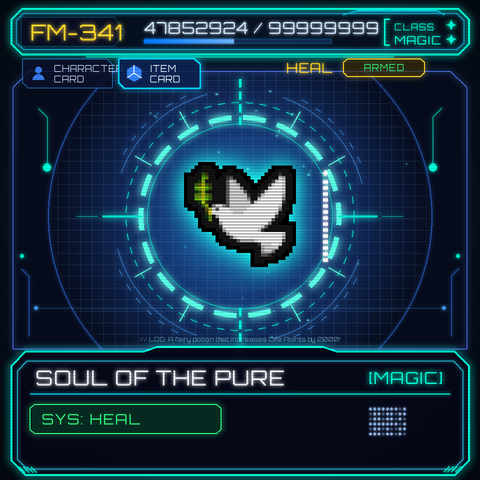 FM-341
47852924 / 99999999
CLASS
MAGIC
CHARACTER
CARD
ITEM
CARD
HEAL
ARMED
// LOG: A fairy potion that increases Life Points by 2000!
SOUL OF THE PURE
[MAGIC]
SYS: HEAL